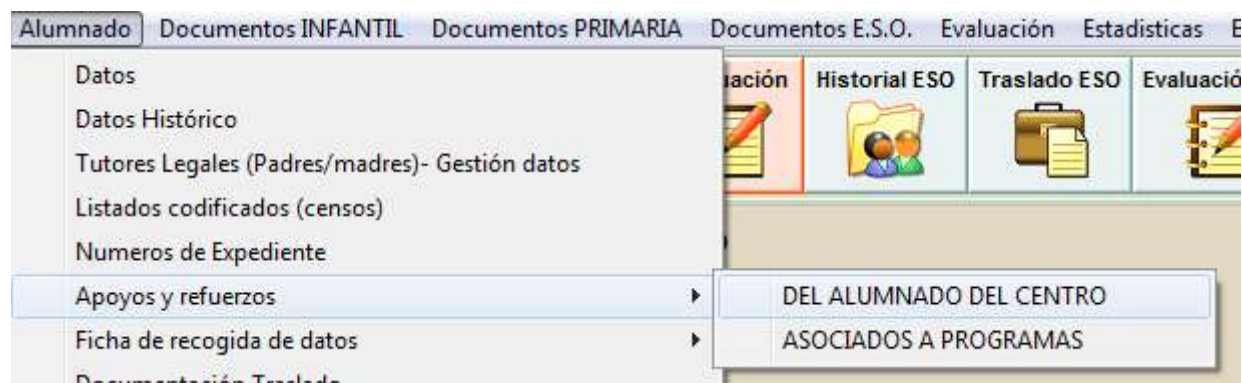 Alumnado Documentos INFANTIL Documentos PRIMARIA Documentos E.S.O. Evaluación Estadisticas
Historial ESO Traslado ESO
Datos
Datos Histórico
Tutores Legales (Padres/madres)- Gestión datos
Listados codificados (censos)
Numeros de Expediente
Apoyos y refuerzos
DEL ALUMNADO DEL CENTRO
Ficha de recogida de datos
ASOCIADOS A PROGRAMAS
Documentación Traslado